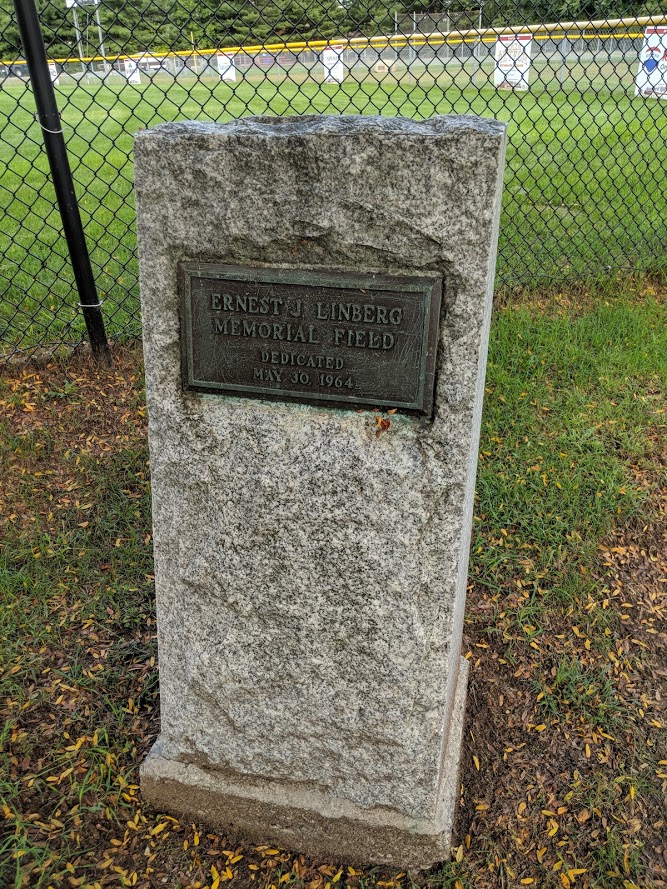 ERNEST J. LINBERG
MEMORIAL FIELD
DEDICATED
MAY 30, 1964